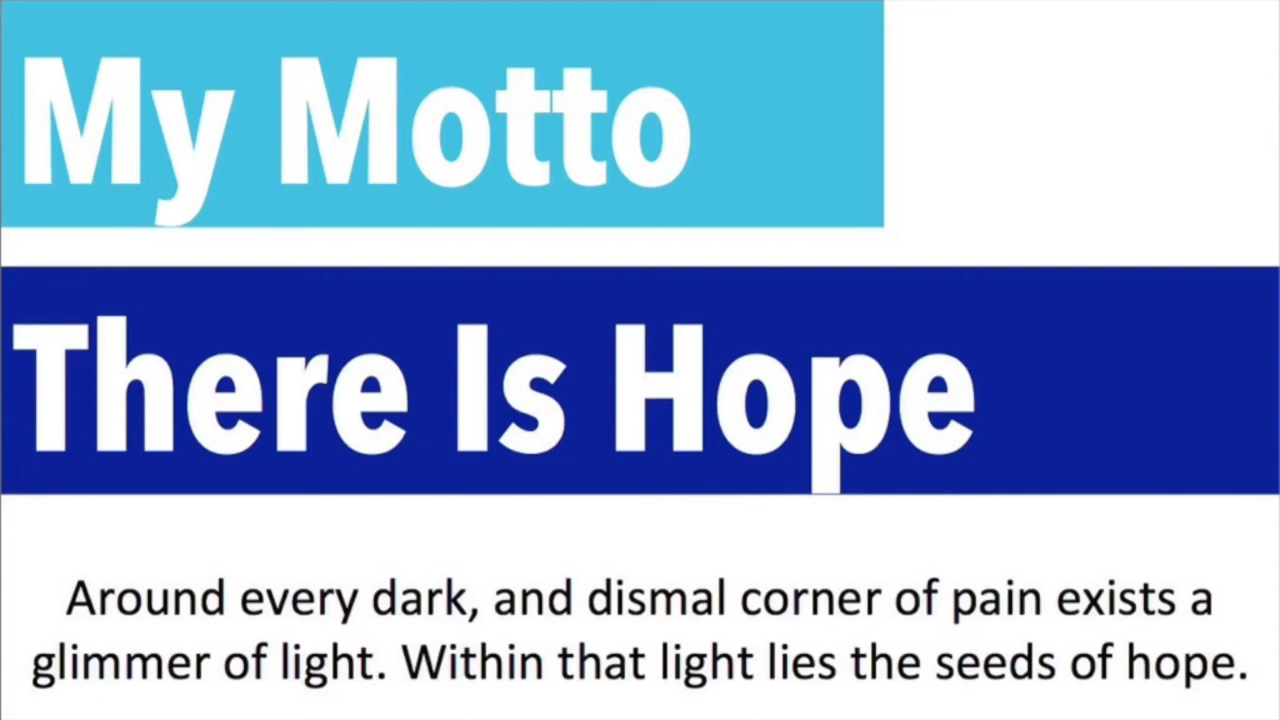 My Motto
There Is Hope
Around every dark, and dismal corner of pain exists a
glimmer of light. Within that light lies the seeds of hope.